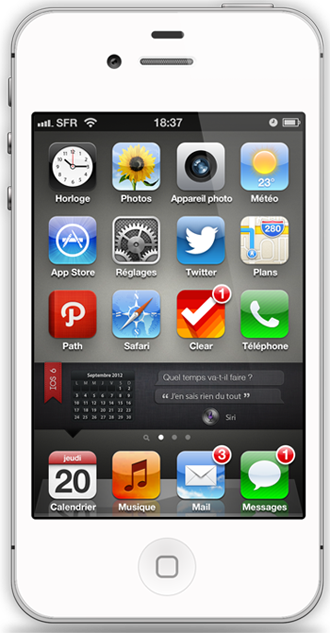 SFR 18:37
23°
280
1
Horloge Photos Appareil photo Météo
App Store Réglages Twitter Plans
Path Safari Clear Téléphone
IOS 6
Septembre 2012
Quel temps va-t-il faire ?
“ J'en sais rien du tout ”
Siri
jeudi
20
3
1
Calendrier Musique Mail Messages